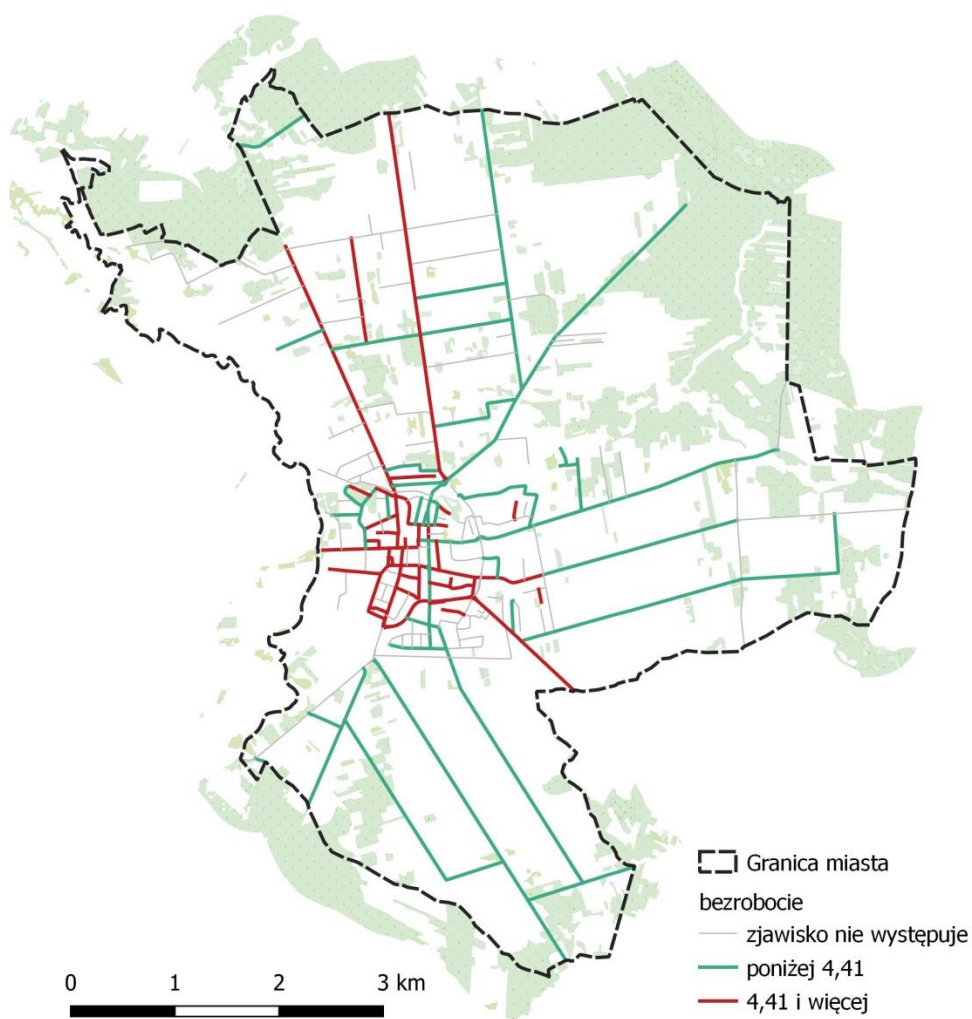 Granica miasta
bezrobocie
zjawisko nie występuje
poniżej 4,41
4,41 i więcej
0 1 2 3 km